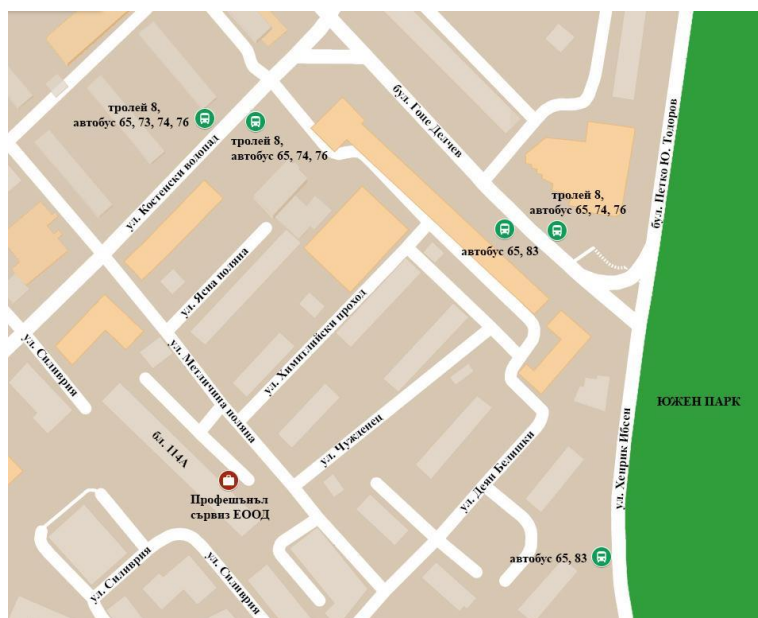 тролей 8,
автобус 65, 73, 74, 76
тролей 8,
автобус 65, 74, 76
бул. Гоце Делчев
бул. Петко Ю. Тодоров
ул. Костенски водопад
тролей 8,
автобус 65, 74, 76
автобус 65, 83
ул. Ясна поляна
ул. Химитлийски проход
ул. Силиврия
ул. Метличина поляна
ЮЖЕН ПАРК
бл. 114А
ул. Чужденец
ул. Деян Белишки
ул. Хенрик Ибсен
Професшънъл
сървиз ЕООД
автобус 65, 83
ул. Силиврия
ул. Силиврия